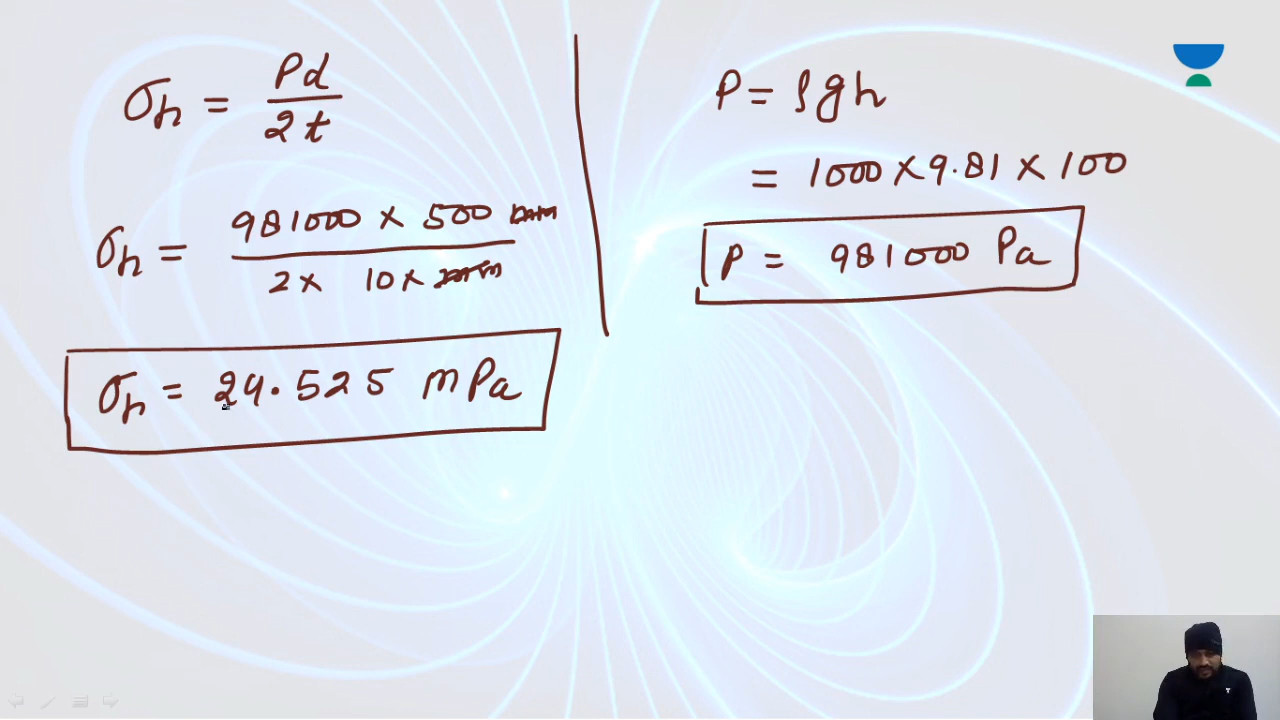 σh = Pd / 2t
σh = 981000 × 500 mm / 2 × 10 × mm
σh = 24.525 mPa
P = ρgh
= 1000 × 9.81 × 100
P = 981000 Pa